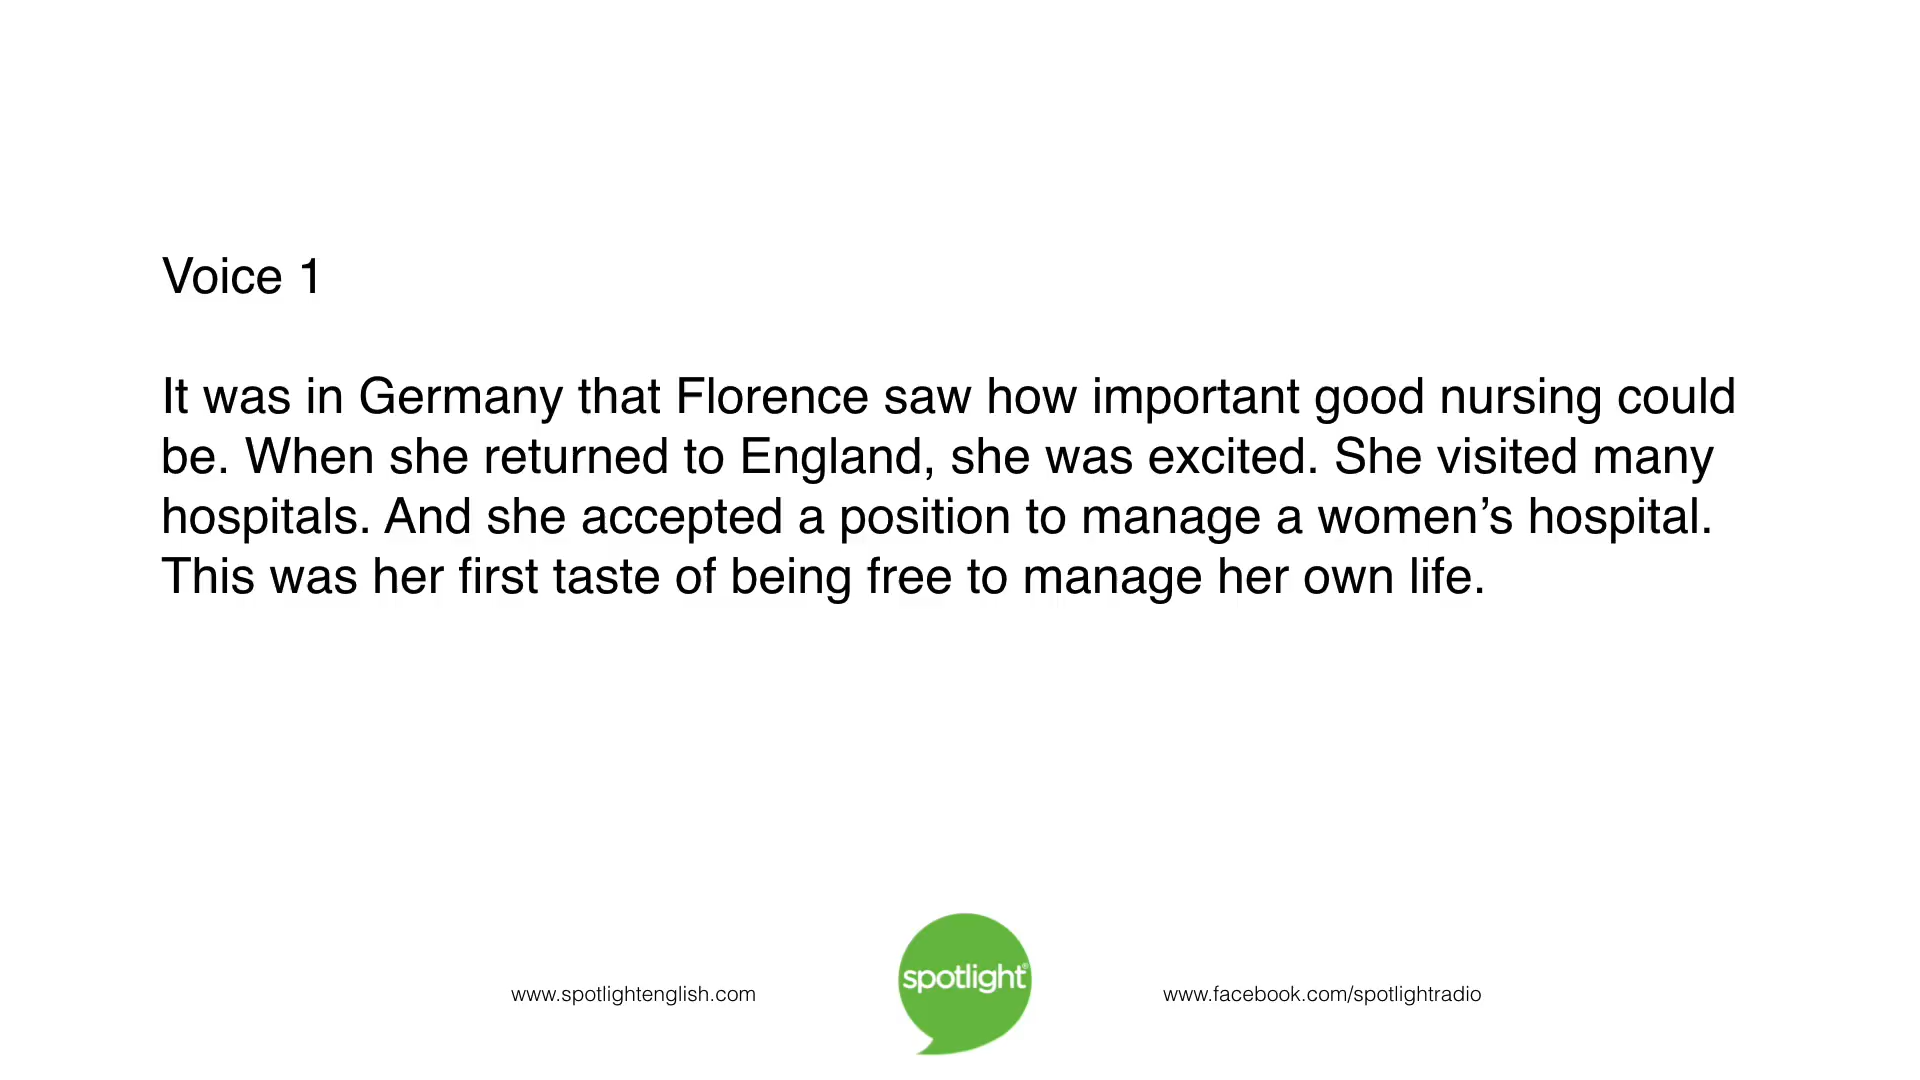 Voice 1
It was in Germany that Florence saw how important good nursing could
be. When she returned to England, she was excited. She visited many
hospitals. And she accepted a position to manage a women’s hospital.
This was her first taste of being free to manage her own life.
www.spotlightenglish.com
spotlight®
www.facebook.com/spotlightradio